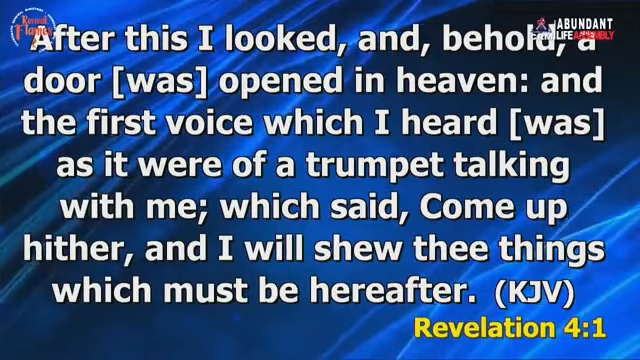 Revival
Flames
ABUNDANT
LIFE ASSEMBLY
After this I looked, and, behold, a
door [was] opened in heaven: and
the first voice which I heard [was]
as it were of a trumpet talking
with me; which said, Come up
hither, and I will shew thee things
which must be hereafter. (KJV)
Revelation 4:1